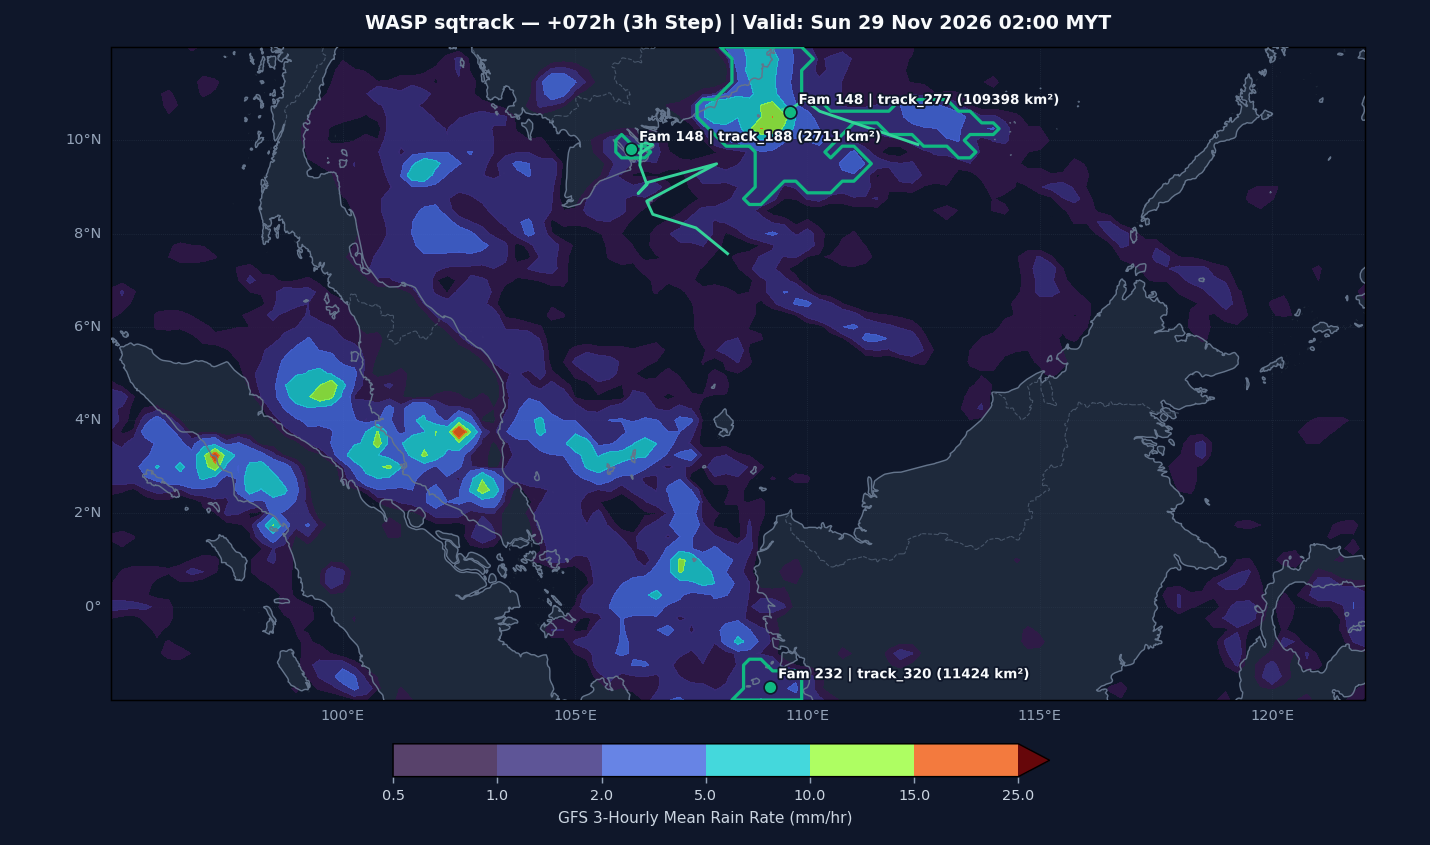 WASP sqtrack — +072h (3h Step) | Valid: Sun 29 Nov 2026 02:00 MYT
Fam 148 | track_277 (109398 km²)
Fam 148 | track_188 (2711 km²)
Fam 232 | track_320 (11424 km²)
10°N
8°N
6°N
4°N
2°N
0°
100°E 105°E 110°E 115°E 120°E
0.5 1.0 2.0 5.0 10.0 15.0 25.0
GFS 3-Hourly Mean Rain Rate (mm/hr)